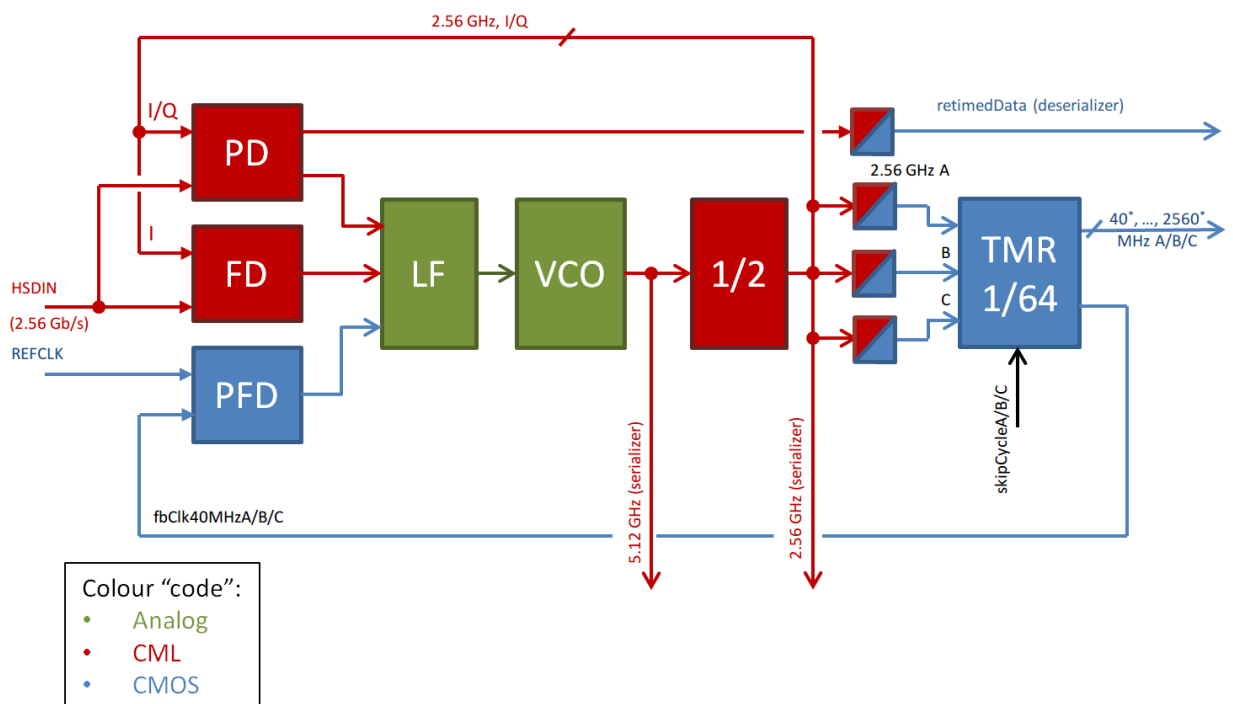 2.56 GHz, I/Q
I/Q
PD
retimedData (deserializer)
2.56 GHz A
I
FD
LF
VCO
1/2
B
C
TMR
1/64
40*, ..., 2560*
MHz A/B/C
HSDIN
(2.56 Gb/s)
REFCLK
PFD
skipCycleA/B/C
5.12 GHz (serializer)
2.56 GHz (serializer)
fbClk40MHzA/B/C
Colour “code”:
• Analog
• CML
• CMOS